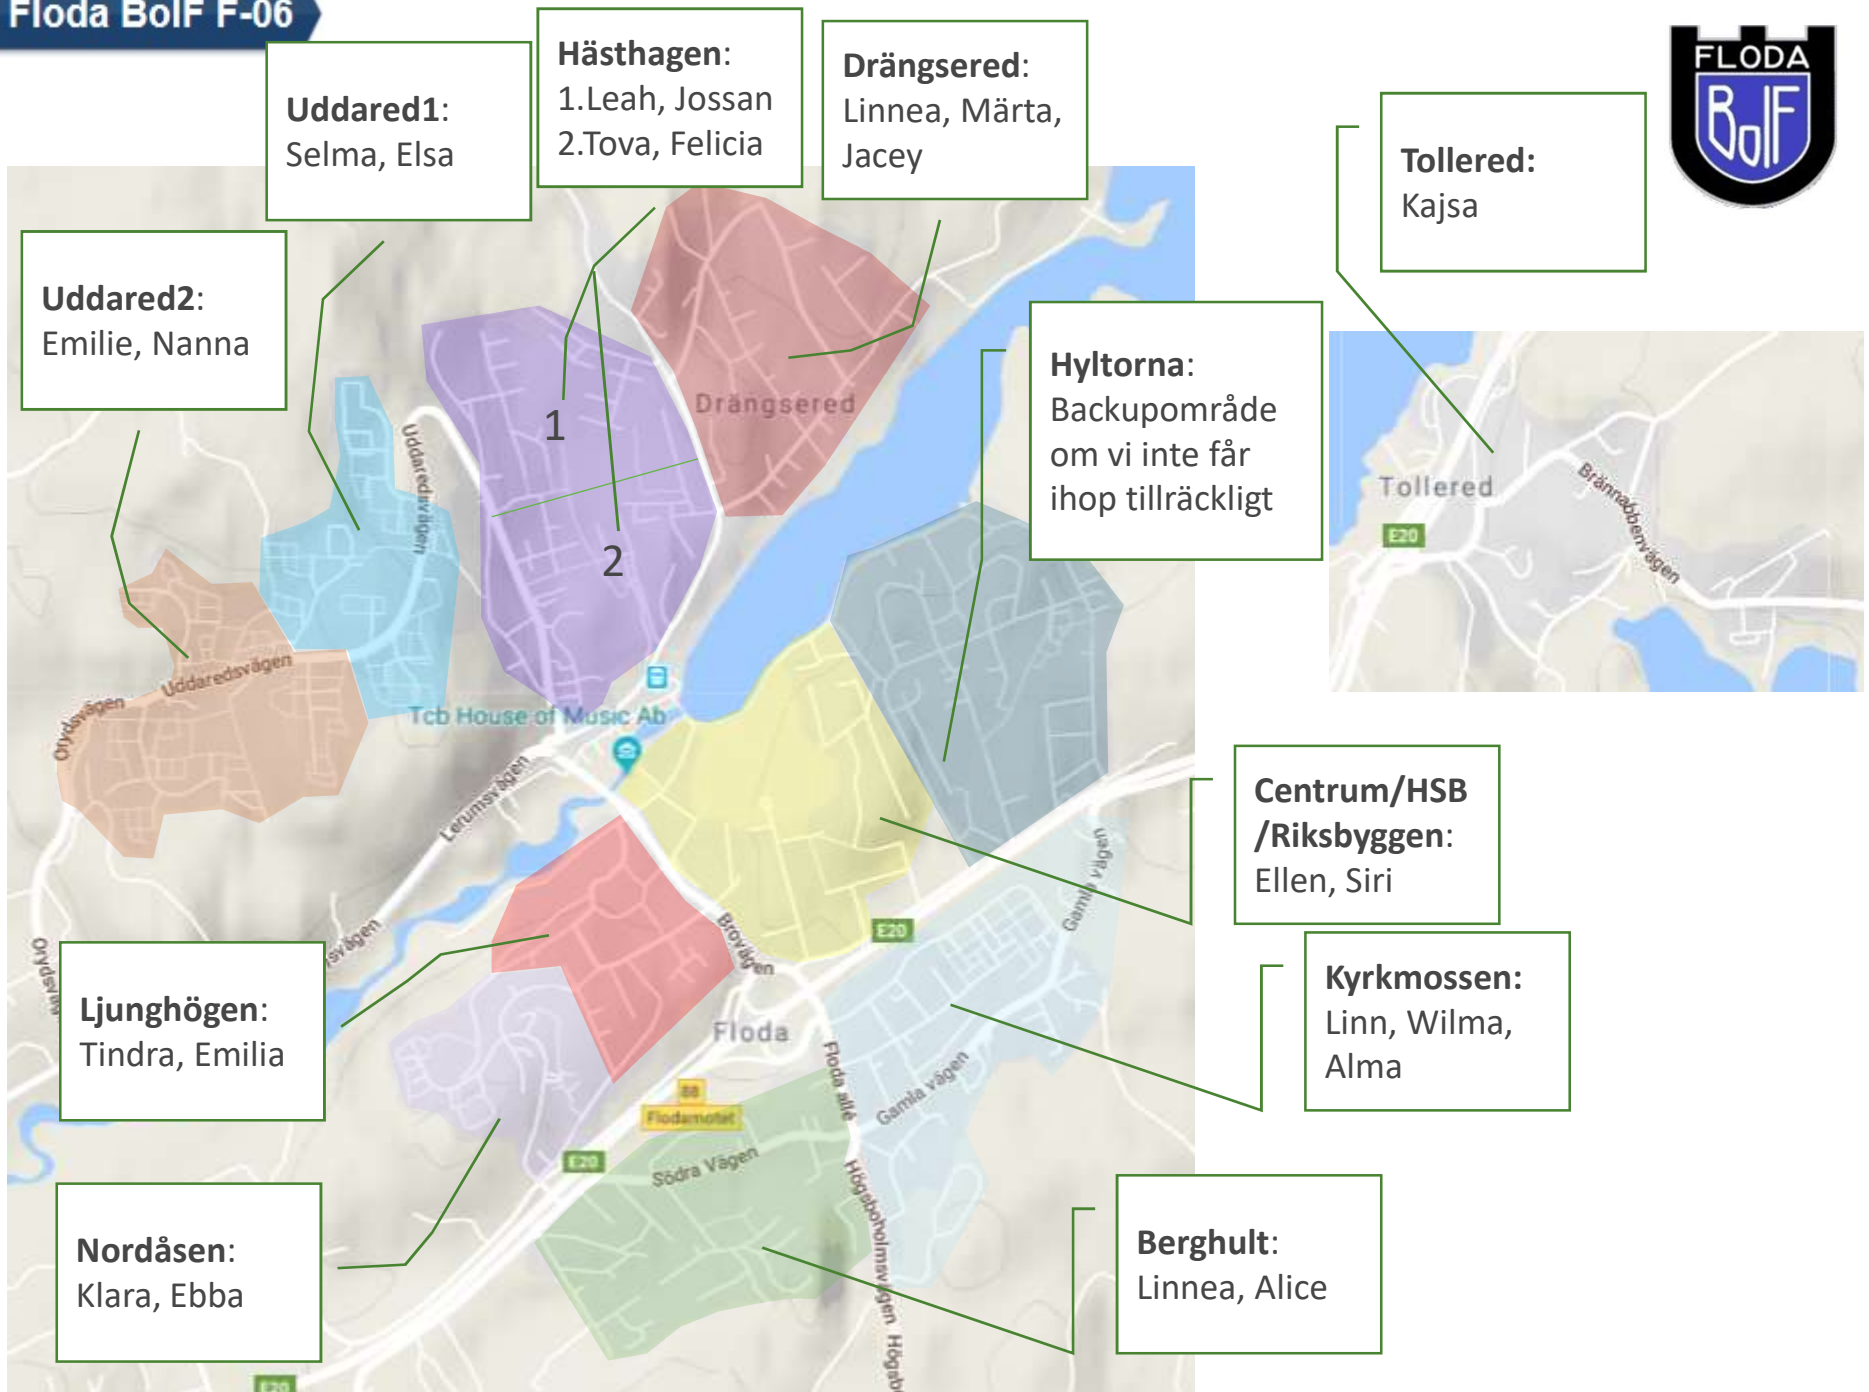 Floda BoIF F-06
FLODA
BoIF
Uddared1:
Selma, Elsa
Hästhagen:
1.Leah, Jossan
2.Tova, Felicia
Drängsered:
Linnea, Märta,
Jacey
Tollered:
Kajsa
Uddared2:
Emilie, Nanna
Hyltorna:
Backupområde
om vi inte får
ihop tillräckligt
Drängsered
1
2
Uddaredsvägen
Uddaredsvägen
Orydsvägen
Tcb House of Music Ab
Lerumsvägen
Tollered
E20
Brännabbenvägen
Centrum/HSB
/Riksbyggen:
Ellen, Siri
Gamla vägen
E20
Brovägen
Kyrkmossen:
Linn, Wilma,
Alma
Ljunghögen:
Tindra, Emilia
Floda
Floda allé
Gamla vägen
88
Flodamotet
E20
Södra Vägen
Högsboholmsvägen
Nordåsen:
Klara, Ebba
Berghult:
Linnea, Alice
E20